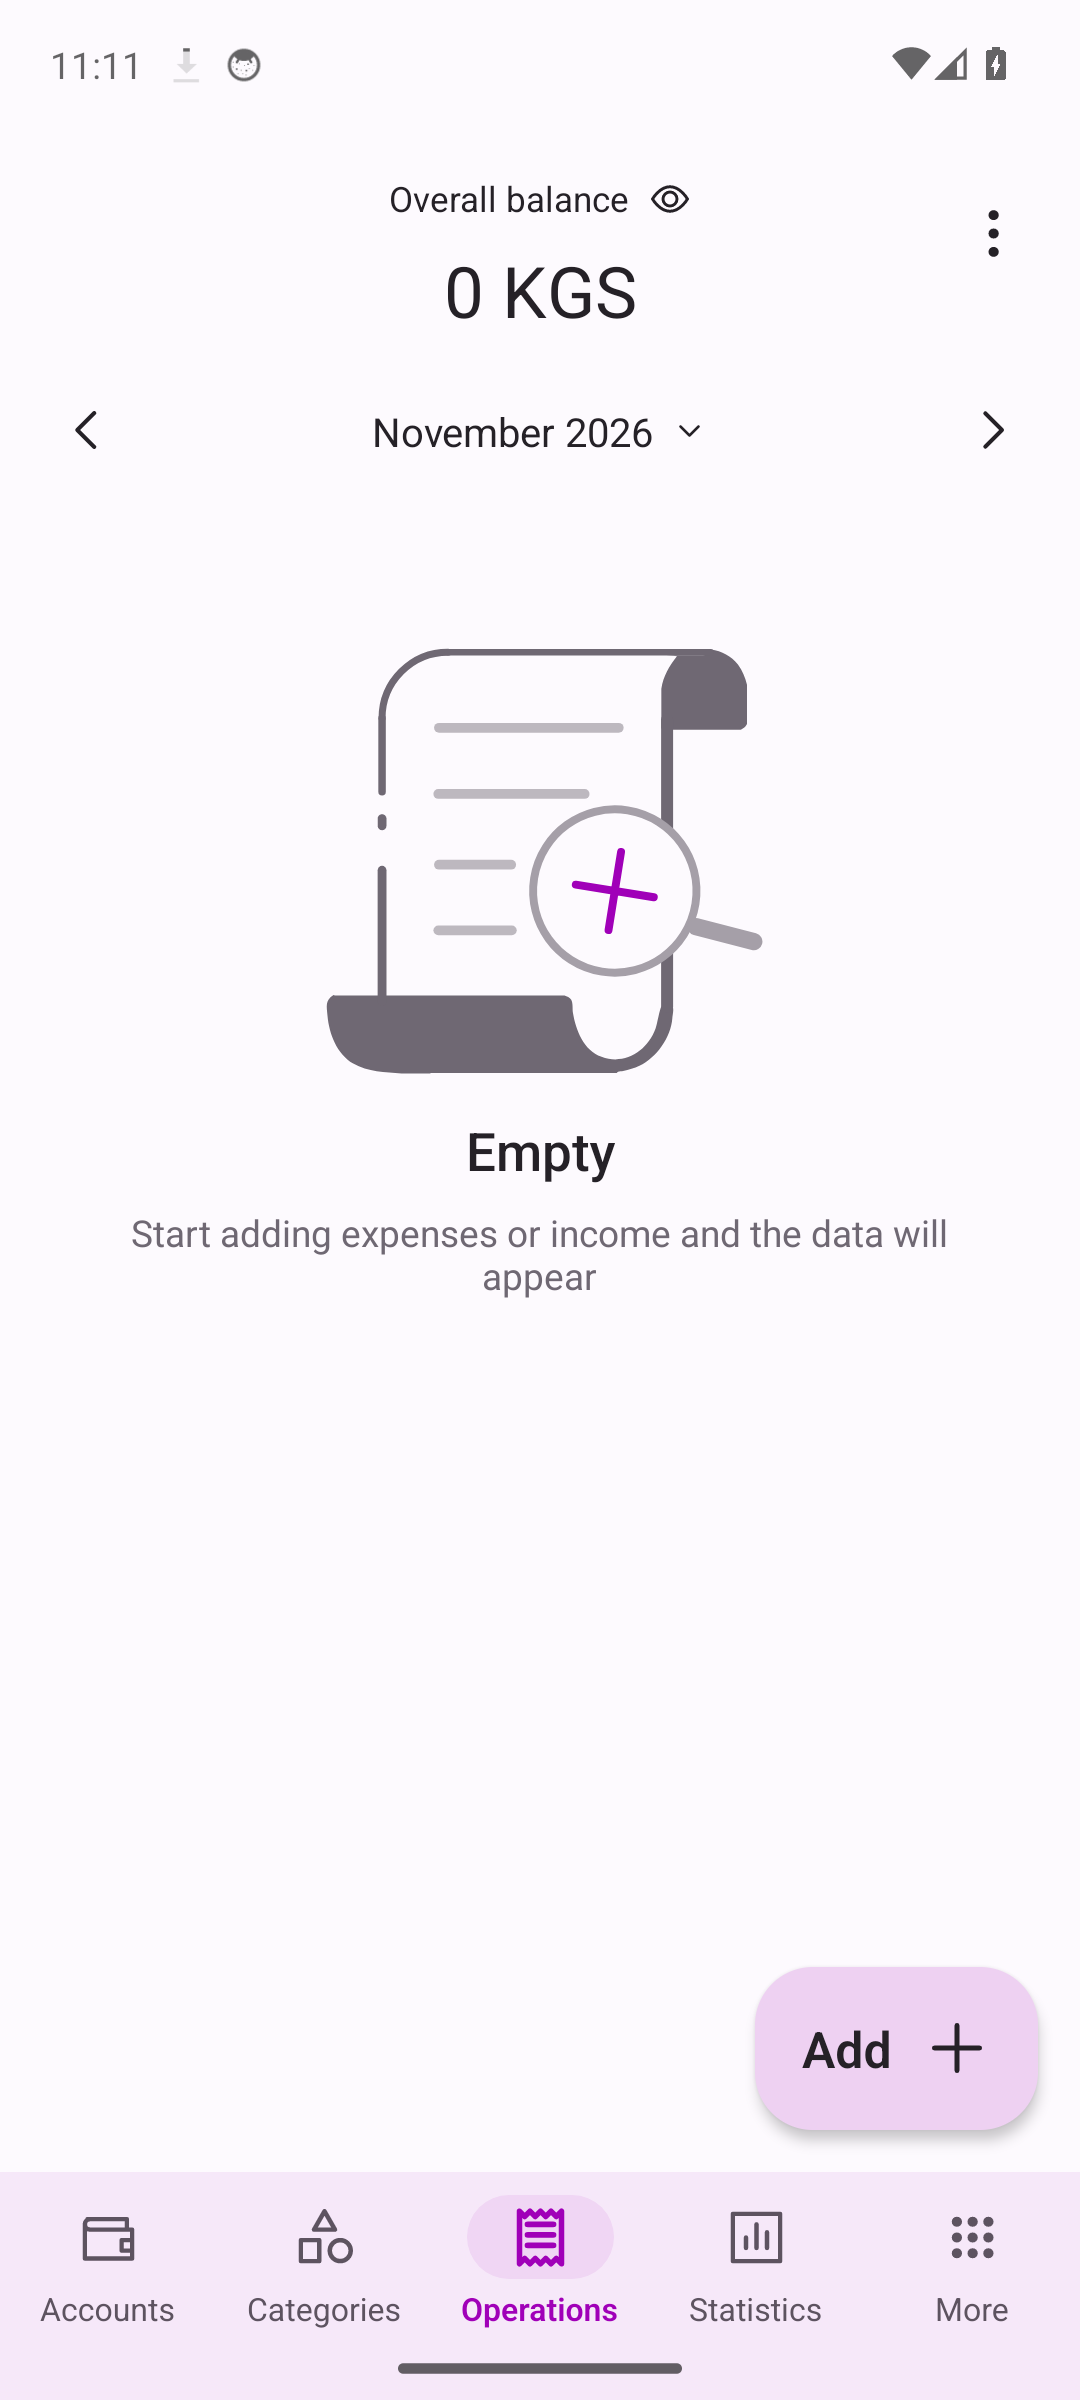 11:11
Overall balance
0 KGS
November 2026
Empty
Start adding expenses or income and the data will
appear
Add
Accounts
Categories
Operations
Statistics
More